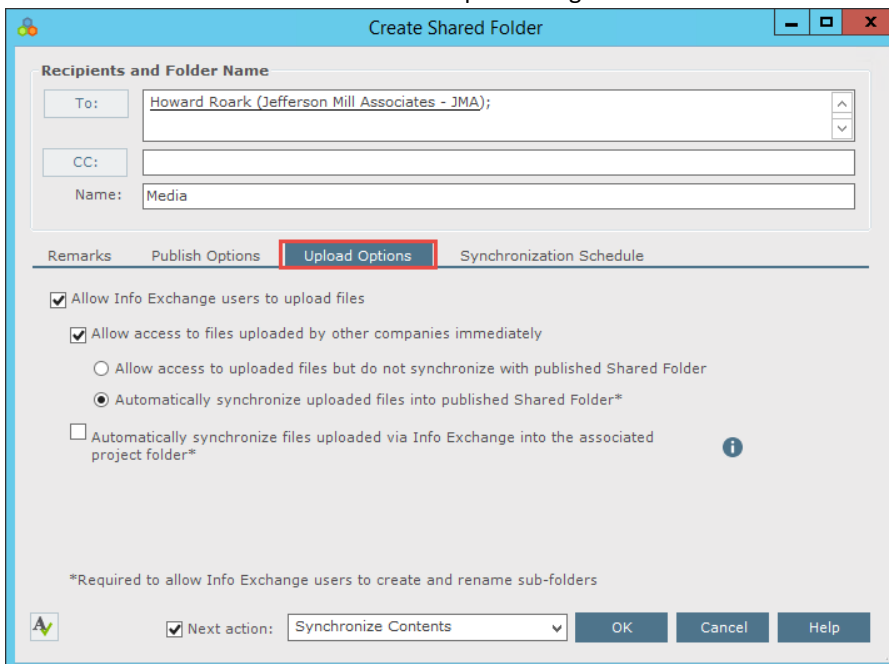 Create Shared Folder
Recipients and Folder Name
To: Howard Roark (Jefferson Mill Associates - JMA);
CC:
Name: Media
Remarks Publish Options Upload Options Synchronization Schedule
Allow Info Exchange users to upload files
Allow access to files uploaded by other companies immediately
Allow access to uploaded files but do not synchronize with published Shared Folder
Automatically synchronize uploaded files into published Shared Folder*
Automatically synchronize files uploaded via Info Exchange into the associated
project folder*
*Required to allow Info Exchange users to create and rename sub-folders
Next action: Synchronize Contents OK Cancel Help